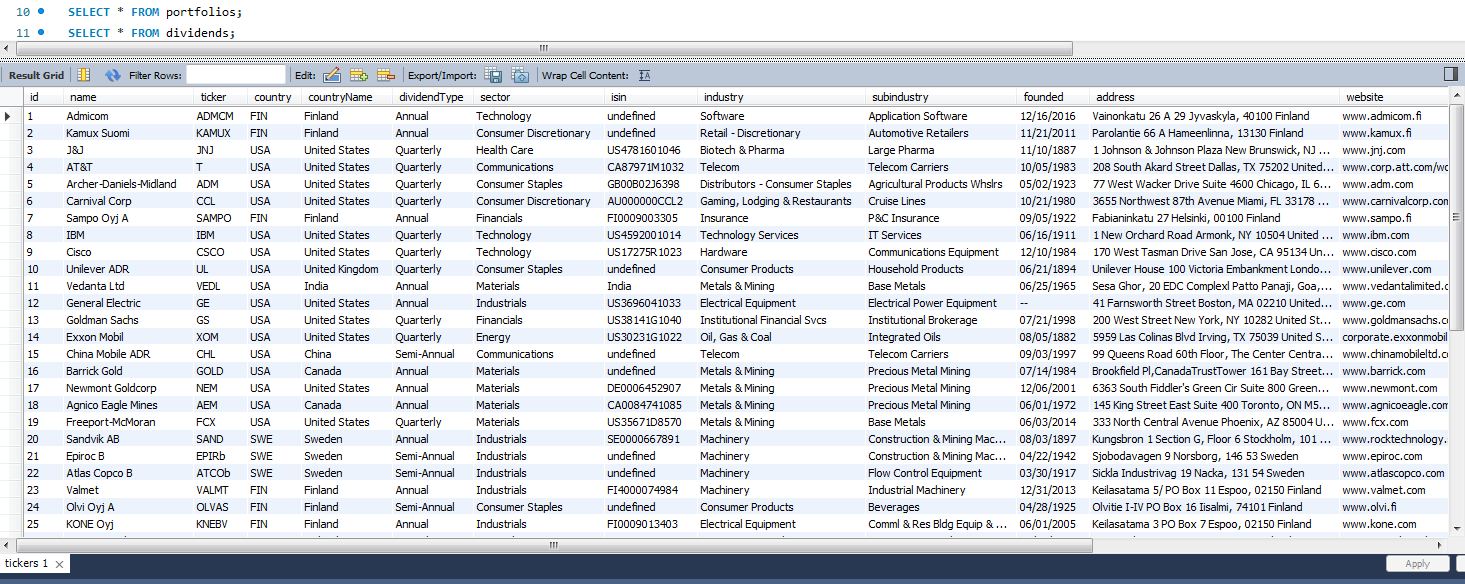 10 SELECT * FROM portfolios;
11 SELECT * FROM dividends;
Result Grid Filter Rows: Edit: Export/Import: Wrap Cell Content:
id name ticker country countryName dividendType sector isin industry subindustry founded address website
1 Admicom ADMCM FIN Finland Annual Technology undefined Software Application Software 12/16/2016 Vainonkatu 26 A 29 Jyvaskyla, 40100 Finland www.admicom.fi
2 Kamux Suomi KAMUX FIN Finland Annual Consumer Discretionary undefined Retail - Discretionary Automotive Retailers 11/21/2011 Parolantie 66 A Hameenlinna, 13130 Finland www.kamux.fi
3 J&J JNJ USA United States Quarterly Health Care US4781601046 Biotech & Pharma Large Pharma 11/10/1887 1 Johnson & Johnson Plaza New Brunswick, NJ ... www.jnj.com
4 AT&T T USA United States Quarterly Communications CA87971M1032 Telecom Telecom Carriers 10/05/1983 208 South Akard Street Dallas, TX 75202 United... www.corp.att.com/wo
5 Archer-Daniels-Midland ADM USA United States Quarterly Consumer Staples GB00B02J6398 Distributors - Consumer Staples Agricultural Products Whslrs 05/02/1923 77 West Wacker Drive Suite 4600 Chicago, IL 6... www.adm.com
6 Carnival Corp CCL USA United States Quarterly Consumer Discretionary AU000000CCL2 Gaming, Lodging & Restaurants Cruise Lines 10/21/1980 3655 Northwest 87th Avenue Miami, FL 33178 ... www.carnivalcorp.com
7 Sampo Oyj A SAMPO FIN Finland Annual Financials FI0009003305 Insurance P&C Insurance 09/05/1922 Fabianinkatu 27 Helsinki, 00100 Finland www.sampo.fi
8 IBM IBM USA United States Quarterly Technology US4592001014 Technology Services IT Services 06/16/1911 1 New Orchard Road Armonk, NY 10504 United ... www.ibm.com
9 Cisco CSCO USA United States Quarterly Technology US17275R1023 Hardware Communications Equipment 12/10/1984 170 West Tasman Drive San Jose, CA 95134 Un... www.cisco.com
10 Unilever ADR UL USA United Kingdom Quarterly Consumer Staples undefined Consumer Products Household Products 06/21/1894 Unilever House 100 Victoria Embankment Londo... www.unilever.com
11 Vedanta Ltd VEDL USA India Annual Materials India Metals & Mining Base Metals 06/25/1965 Sesa Ghor, 20 EDC Complexl Patto Panaji, Goa,... www.vedantalimited.c
12 General Electric GE USA United States Annual Industrials US3696041033 Electrical Equipment Electrical Power Equipment -- 41 Farnsworth Street Boston, MA 02210 United... www.ge.com
13 Goldman Sachs GS USA United States Quarterly Financials US38141G1040 Institutional Financial Svcs Institutional Brokerage 07/21/1998 200 West Street New York, NY 10282 United St... www.goldmansachs.c
14 Exxon Mobil XOM USA United States Quarterly Energy US30231G1022 Oil, Gas & Coal Integrated Oils 08/05/1882 5959 Las Colinas Blvd Irving, TX 75039 United S... corporate.exxonmobil
15 China Mobile ADR CHL USA China Semi-Annual Communications undefined Telecom Telecom Carriers 09/03/1997 99 Queens Road 60th Floor, The Center Centra... www.chinamobileltd.c
16 Barrick Gold GOLD USA Canada Annual Materials undefined Metals & Mining Precious Metal Mining 07/14/1984 Brookfield Pl,CanadaTrustTower 161 Bay Street... www.barrick.com
17 Newmont Goldcorp NEM USA United States Annual Materials DE0006452907 Metals & Mining Precious Metal Mining 12/06/2001 6363 South Fiddler's Green Cir Suite 800 Green... www.newmont.com
18 Agnico Eagle Mines AEM USA Canada Annual Materials CA0084741085 Metals & Mining Precious Metal Mining 06/01/1972 145 King Street East Suite 400 Toronto, ON M5... www.agnicoeagle.com
19 Freeport-McMoran FCX USA United States Quarterly Materials US35671D8570 Metals & Mining Base Metals 06/03/2014 333 North Central Avenue Phoenix, AZ 85004 U... www.fcx.com
20 Sandvik AB SAND SWE Sweden Annual Industrials SE0000667891 Machinery Construction & Mining Mac... 08/03/1897 Kungsbron 1 Section G, Floor 6 Stockholm, 101 ... www.rocktechnology.
21 Epiroc B EPIRb SWE Sweden Semi-Annual Industrials undefined Machinery Construction & Mining Mac... 04/22/1942 Sjobodavagen 9 Norsborg, 146 53 Sweden www.epiroc.com
22 Atlas Copco B ATCOb SWE Sweden Semi-Annual Industrials undefined Machinery Flow Control Equipment 03/30/1917 Sickla Industrivag 19 Nacka, 131 54 Sweden www.atlascopco.com
23 Valmet VALMT FIN Finland Annual Industrials FI4000074984 Machinery Industrial Machinery 12/31/2013 Keilasatama 5/ PO Box 11 Espoo, 02150 Finland www.valmet.com
24 Olvi Oyj A OLVAS FIN Finland Semi-Annual Consumer Staples undefined Consumer Products Beverages 04/28/1925 Olvitie I-IV PO Box 16 Iisalmi, 74101 Finland www.olvi.fi
25 KONE Oyj KNEBV FIN Finland Annual Industrials FI0009013403 Electrical Equipment Comml & Res Bldg Equip & ... 06/01/2005 Keilasatama 3 PO Box 7 Espoo, 02150 Finland www.kone.com
tickers 1 Apply